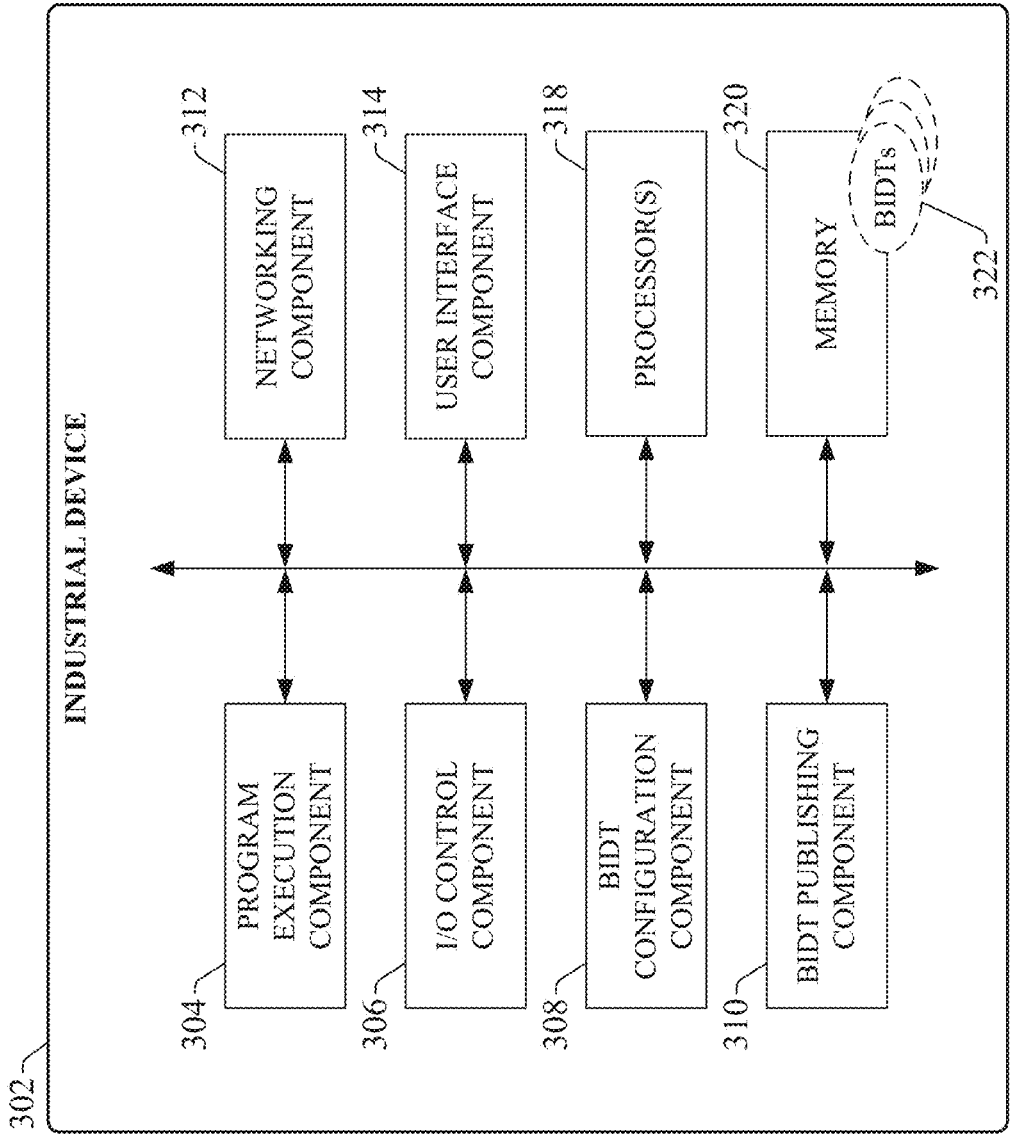 302
INDUSTRIAL DEVICE
304
PROGRAM
EXECUTION
COMPONENT
306
I/O CONTROL
COMPONENT
308
BIDT
CONFIGURATION
COMPONENT
310
BIDT PUBLISHING
COMPONENT
312
NETWORKING
COMPONENT
314
USER INTERFACE
COMPONENT
318
PROCESSOR(S)
320
MEMORY
BIDTs
322